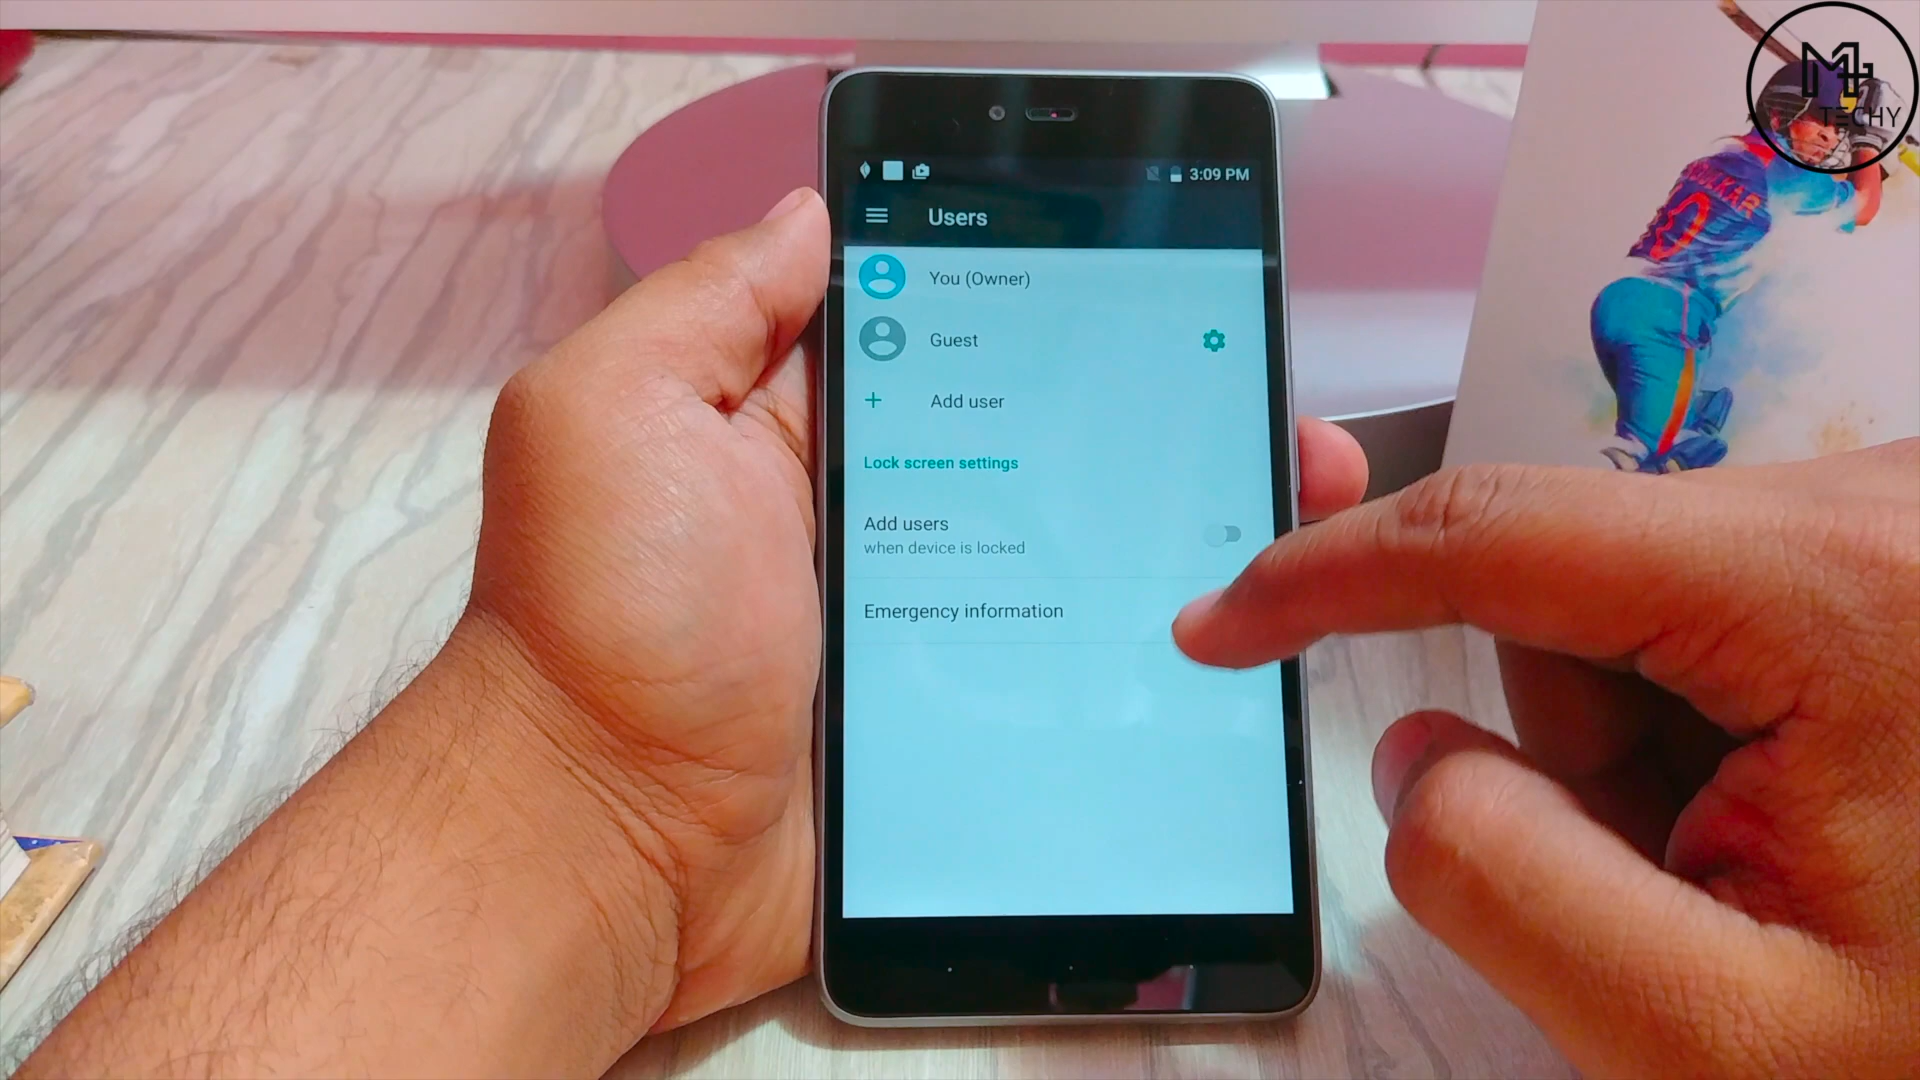 M
TECHY
3:09 PM
Users
You (Owner)
Guest
Add user
Lock screen settings
Add users
when device is locked
Emergency information